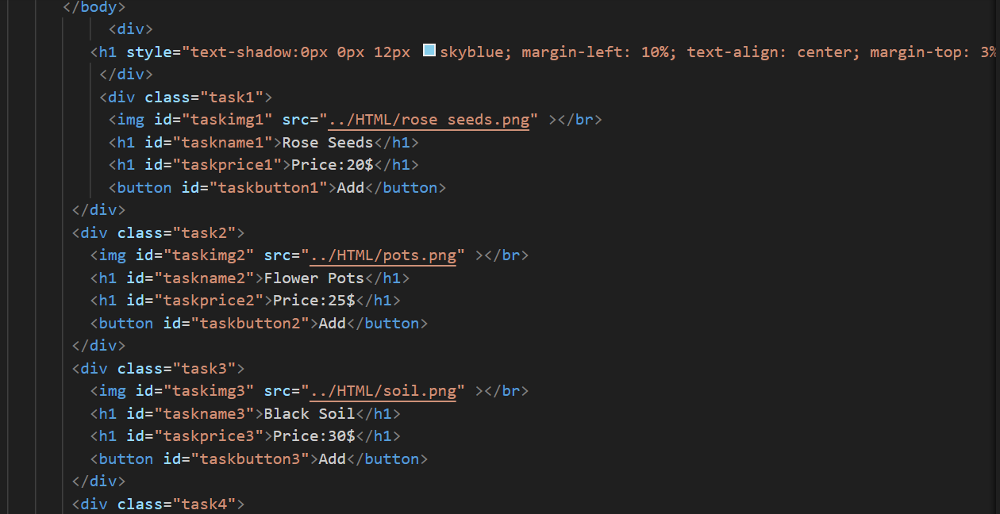 </body>
<div>
<h1 style="text-shadow:0px 0px 12px skyblue; margin-left: 10%; text-align: center; margin-top: 3%
</div>
<div class="task1">
<img id="taskimg1" src="../HTML/rose seeds.png" ></br>
<h1 id="taskname1">Rose Seeds</h1>
<h1 id="taskprice1">Price:20$</h1>
<button id="taskbutton1">Add</button>
</div>
<div class="task2">
<img id="taskimg2" src="../HTML/pots.png" ></br>
<h1 id="taskname2">Flower Pots</h1>
<h1 id="taskprice2">Price:25$</h1>
<button id="taskbutton2">Add</button>
</div>
<div class="task3">
<img id="taskimg3" src="../HTML/soil.png" ></br>
<h1 id="taskname3">Black Soil</h1>
<h1 id="taskprice3">Price:30$</h1>
<button id="taskbutton3">Add</button>
</div>
<div class="task4">